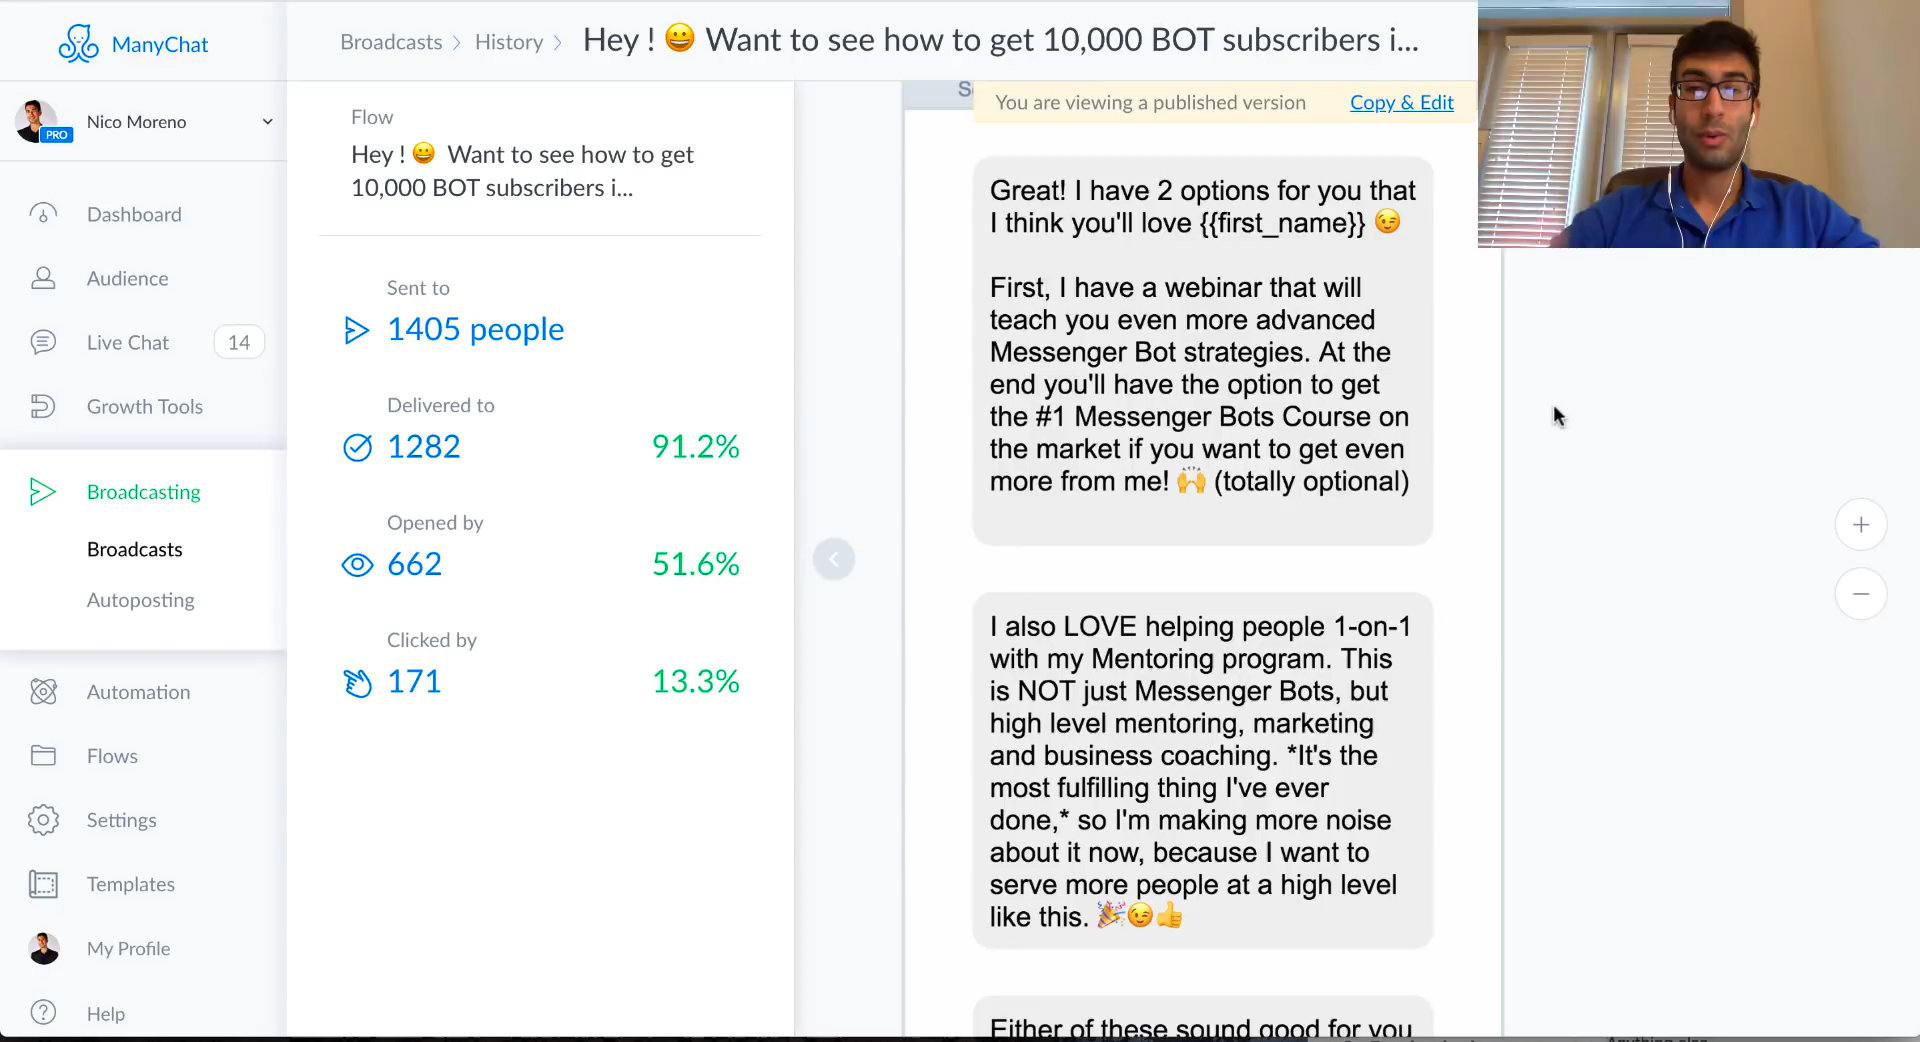 ManyChat
Broadcasts > History > Hey ! 😀 Want to see how to get 10,000 BOT subscribers i...
PRO
Nico Moreno
Dashboard
Audience
Live Chat 14
Growth Tools
Broadcasting
Broadcasts
Autoposting
Automation
Flows
Settings
Templates
My Profile
Help
Flow
Hey ! 😀 Want to see how to get
10,000 BOT subscribers i...
Sent to
1405 people
Delivered to
1282 91.2%
Opened by
662 51.6%
Clicked by
171 13.3%
You are viewing a published version Copy & Edit
Great! I have 2 options for you that
I think you'll love {{first_name}} 😉
First, I have a webinar that will
teach you even more advanced
Messenger Bot strategies. At the
end you'll have the option to get
the #1 Messenger Bots Course on
the market if you want to get even
more from me! 🙌 (totally optional)
I also LOVE helping people 1-on-1
with my Mentoring program. This
is NOT just Messenger Bots, but
high level mentoring, marketing
and business coaching. *It's the
most fulfilling thing I've ever
done,* so I'm making more noise
about it now, because I want to
serve more people at a high level
like this. 🎉😉👍
Either of these sound good for you